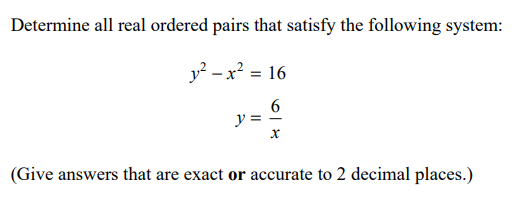 Determine all real ordered pairs that satisfy the following system:
y² – x² = 16
y = 6/x
(Give answers that are exact or accurate to 2 decimal places.)